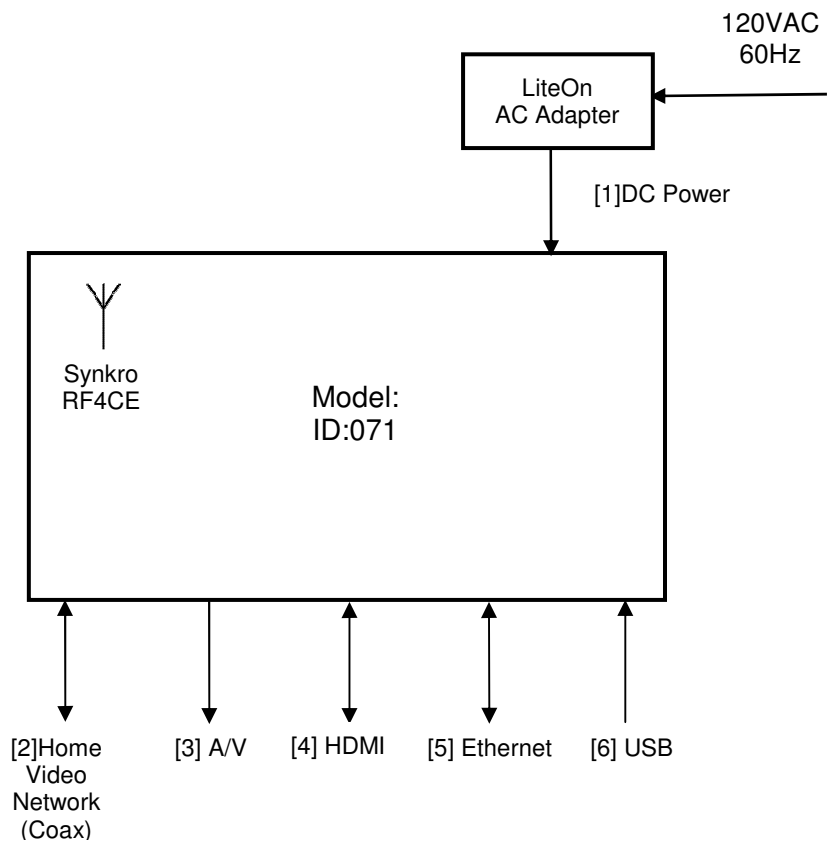 120VAC
60Hz
LiteOn
AC Adapter
[1]DC Power
Synkro
RF4CE
Model:
ID:071
[2]Home
Video
Network
(Coax)
[3] A/V
[4] HDMI
[5] Ethernet
[6] USB